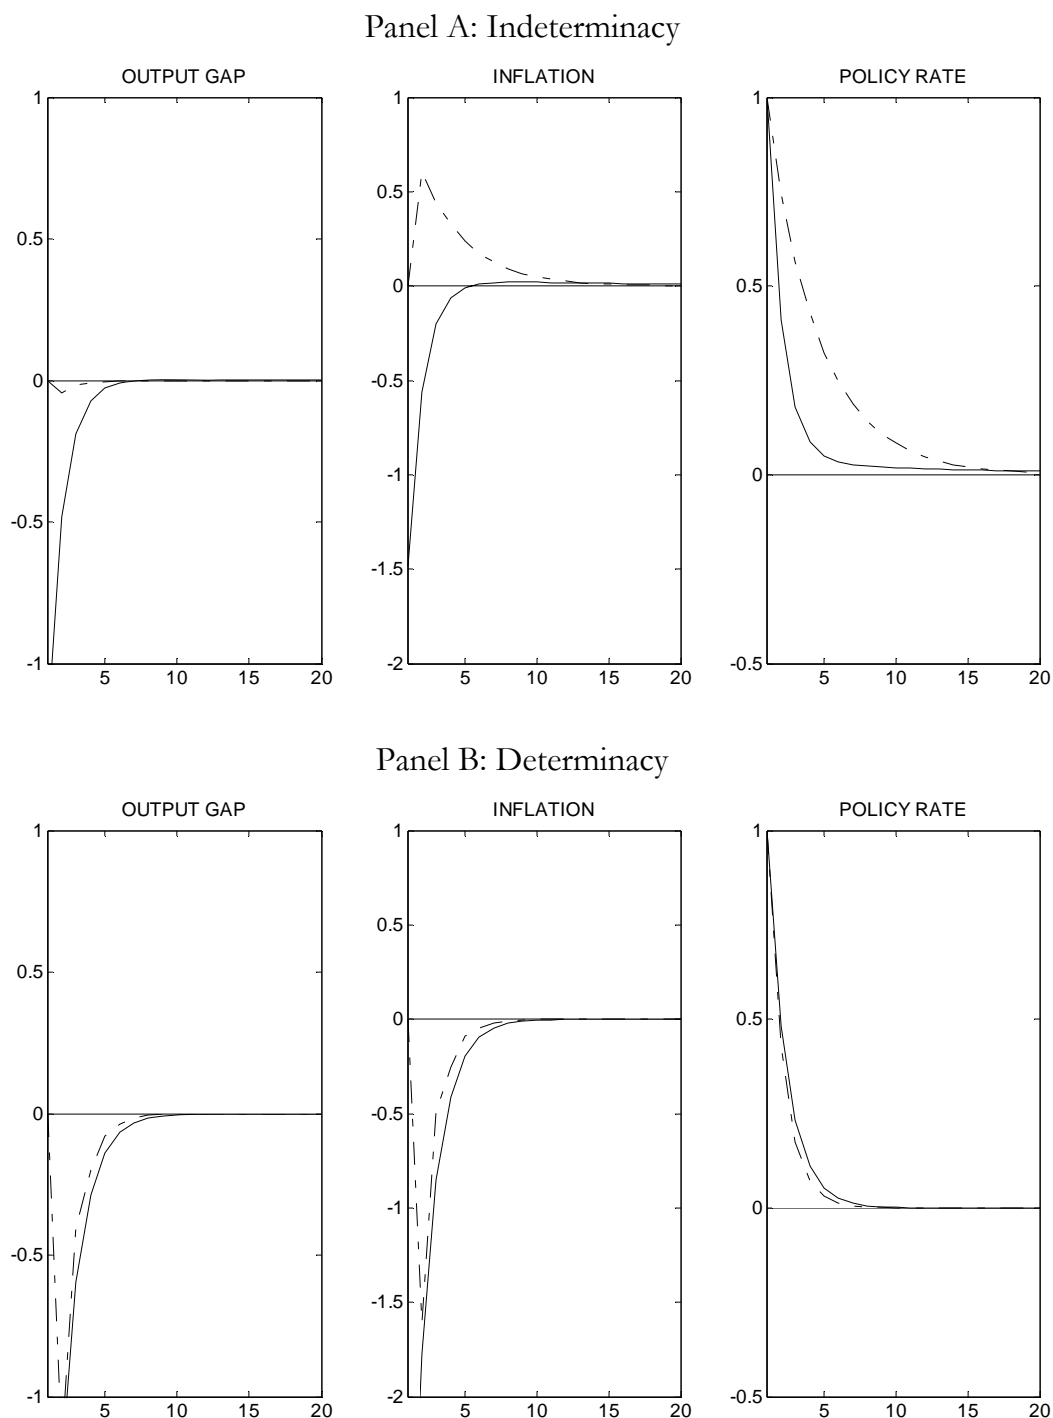 Panel A: Indeterminacy
OUTPUT GAP INFLATION POLICY RATE
1 1 1
0.5 0.5 0.5
0 0 0
-0.5 -0.5
-1
-1.5
-1 -2 -0.5
5 10 15 20 5 10 15 20 5 10 15 20
Panel B: Determinacy
OUTPUT GAP INFLATION POLICY RATE
1 1 1
0.5 0.5 0.5
0 0 0
-0.5 -0.5
-1
-1.5
-1 -2 -0.5
5 10 15 20 5 10 15 20 5 10 15 20